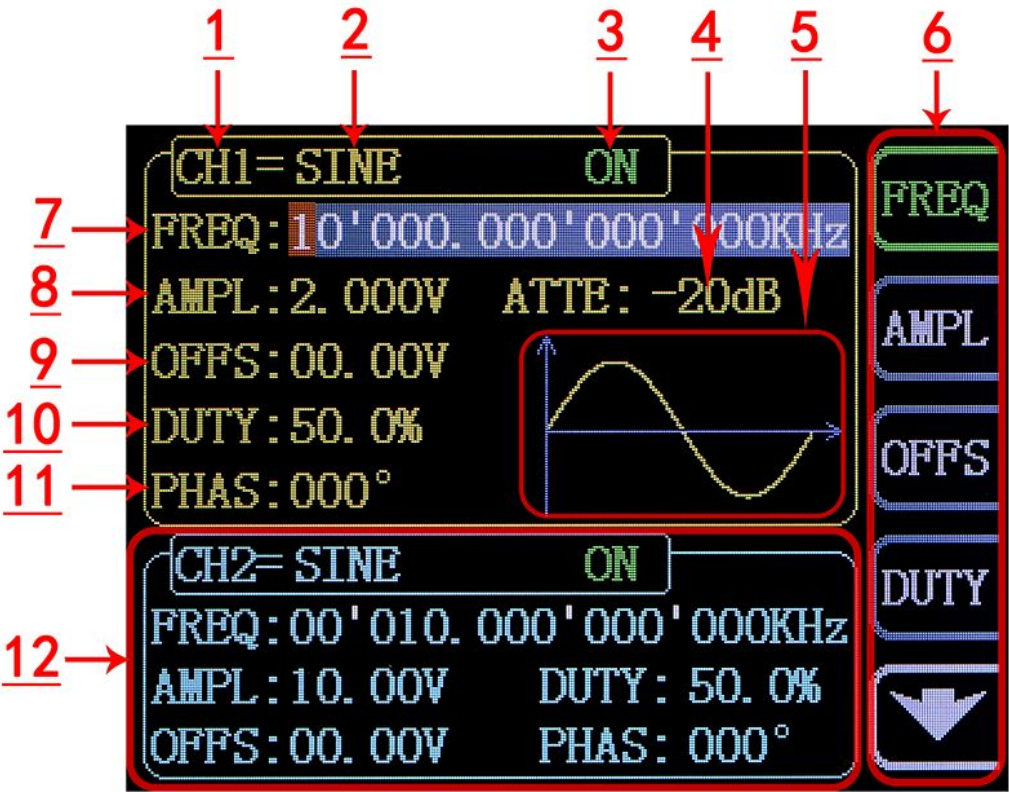 1 2 3 4 5 6
CH1=SINE ON
FREQ:10'000.000'000'000KHz
AMPL:2.000V ATTE:-20dB
OFFS:00.00V
DUTY:50.0%
PHAS:000°
7
8
9
10
11
CH2=SINE ON
FREQ:00'010.000'000'000KHz
AMPL:10.00V DUTY:50.0%
OFFS:00.00V PHAS:000°
12
FREQ
AMPL
OFFS
DUTY